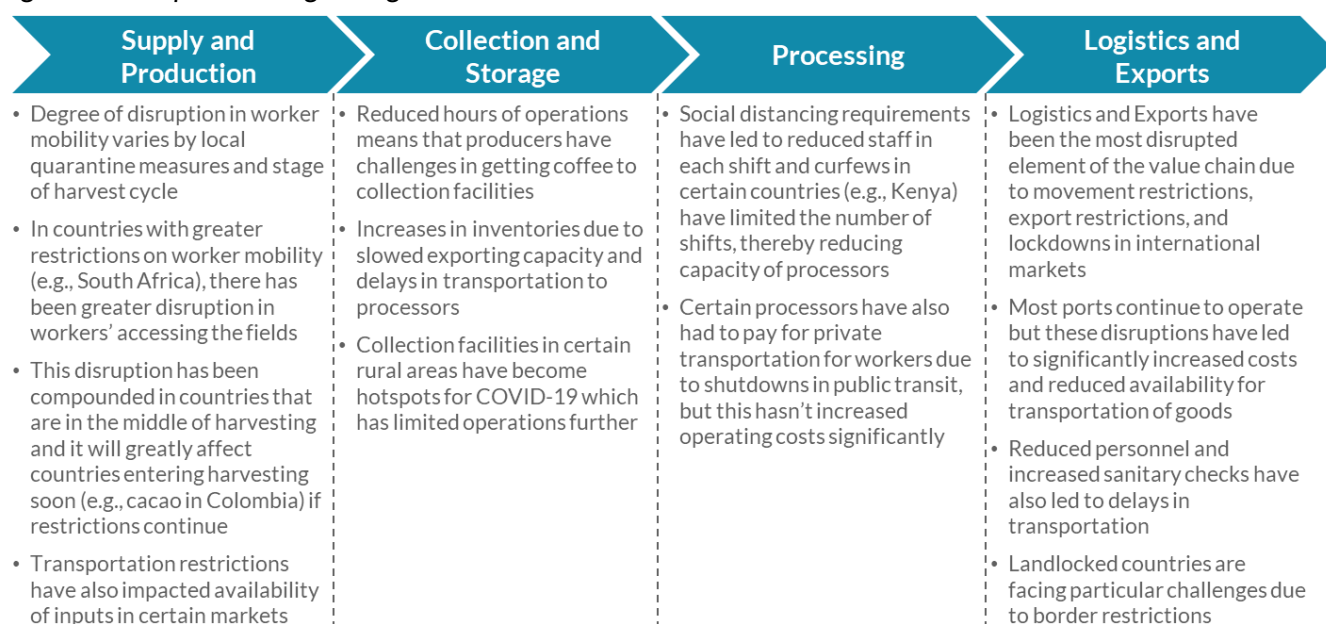 Supply and
Production
Collection and
Storage
Processing
Logistics and
Exports
• Degree of disruption in worker
mobility varies by local
quarantine measures and stage
of harvest cycle
• In countries with greater
restrictions on worker mobility
(e.g., South Africa), there has
been greater disruption in
workers' accessing the fields
• This disruption has been
compounded in countries that
are in the middle of harvesting
and it will greatly affect
countries entering harvesting
soon (e.g., cacao in Colombia) if
restrictions continue
• Transportation restrictions
have also impacted availability
of inputs in certain markets
• Reduced hours of operations
means that producers have
challenges in getting coffee to
collection facilities
• Increases in inventories due to
slowed exporting capacity and
delays in transportation to
processors
• Collection facilities in certain
rural areas have become
hotspots for COVID-19 which
has limited operations further
• Social distancing requirements
have led to reduced staff in
each shift and curfews in
certain countries (e.g., Kenya)
have limited the number of
shifts, thereby reducing
capacity of processors
• Certain processors have also
had to pay for private
transportation for workers due
to shutdowns in public transit,
but this hasn't increased
operating costs significantly
• Logistics and Exports have
been the most disrupted
element of the value chain due
to movement restrictions,
export restrictions, and
lockdowns in international
markets
• Most ports continue to operate
but these disruptions have led
to significantly increased costs
and reduced availability for
transportation of goods
• Reduced personnel and
increased sanitary checks have
also led to delays in
transportation
• Landlocked countries are
facing particular challenges due
to border restrictions